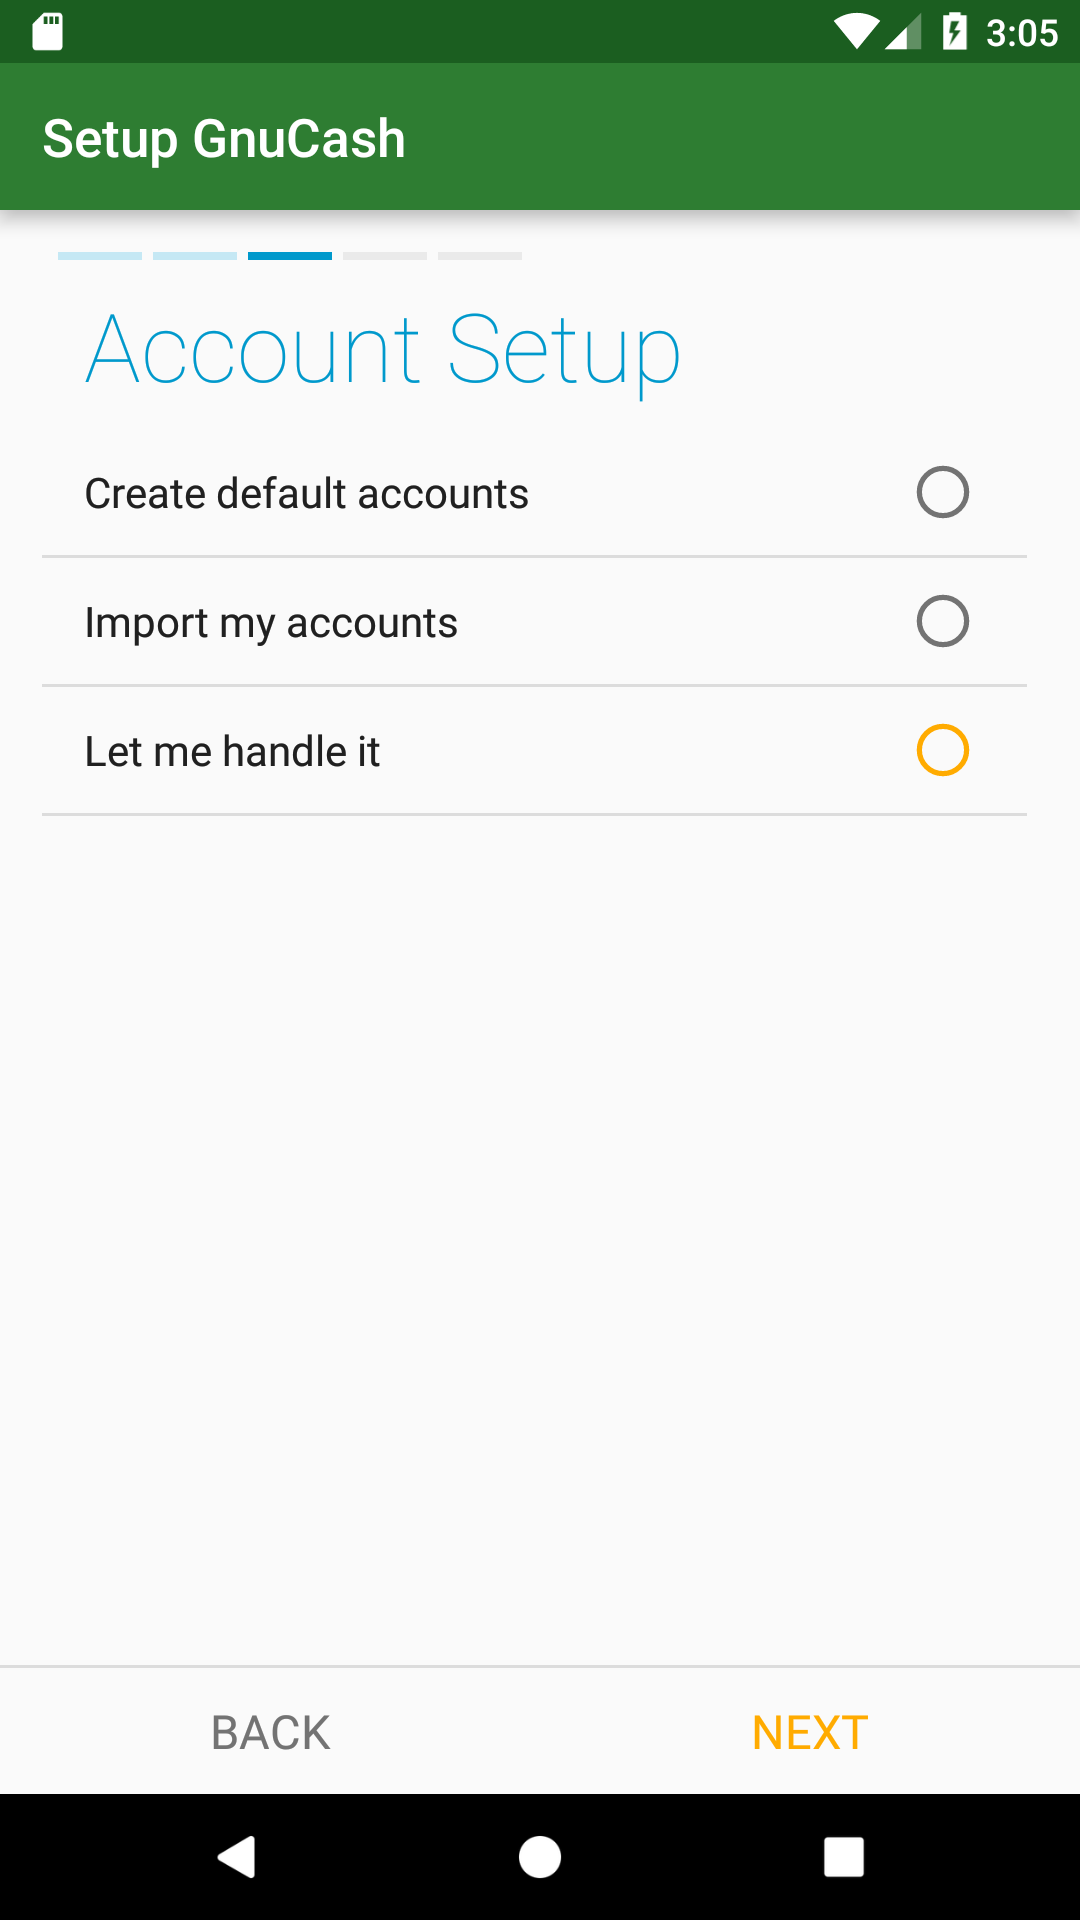 3:05
Setup GnuCash
Account Setup
Create default accounts
Import my accounts
Let me handle it
BACK
NEXT